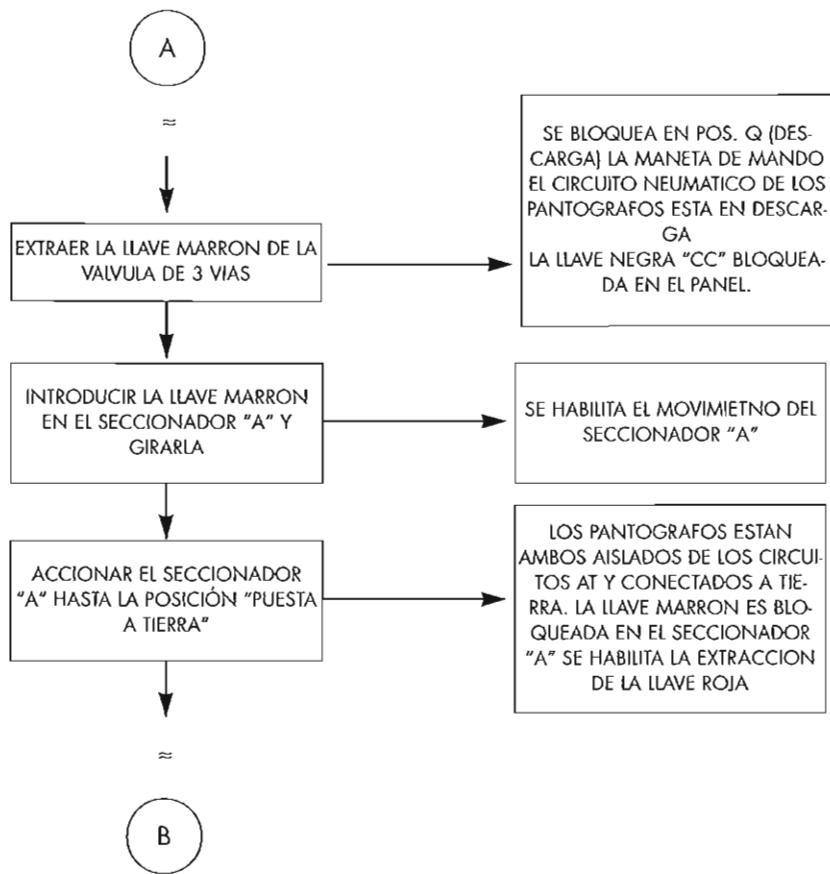 A
≈
EXTRAER LA LLAVE MARRON DE LA
VALVULA DE 3 VIAS
SE BLOQUEA EN POS. Q (DES-
CARGA) LA MANETA DE MANDO
EL CIRCUITO NEUMATICO DE LOS
PANTOGRAFOS ESTA EN DESCAR-
GA
LA LLAVE NEGRA "CC" BLOQUEA-
DA EN EL PANEL.
INTRODUCIR LA LLAVE MARRON
EN EL SECCIONADOR "A" Y
GIRARLA
SE HABILITA EL MOVIMIETNO DEL
SECCIONADOR "A"
ACCIONAR EL SECCIONADOR
"A" HASTA LA POSICIÓN "PUESTA
A TIERRA"
LOS PANTOGRAFOS ESTAN
AMBOS AISLADOS DE LOS CIRCUI-
TOS AT Y CONECTADOS A TIE-
RRA. LA LLAVE MARRON ES BLO-
QUEADA EN EL SECCIONADOR
"A" SE HABILITA LA EXTRACCION
DE LA LLAVE ROJA
≈
B